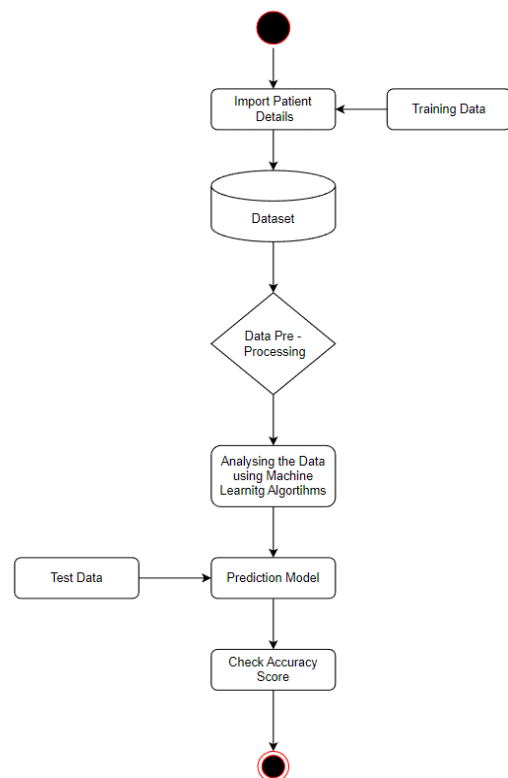 Import Patient
Details
Training Data
Dataset
Data Pre -
Processing
Analysing the Data
using Machine
Learnitg Algortihms
Test Data
Prediction Model
Check Accuracy
Score